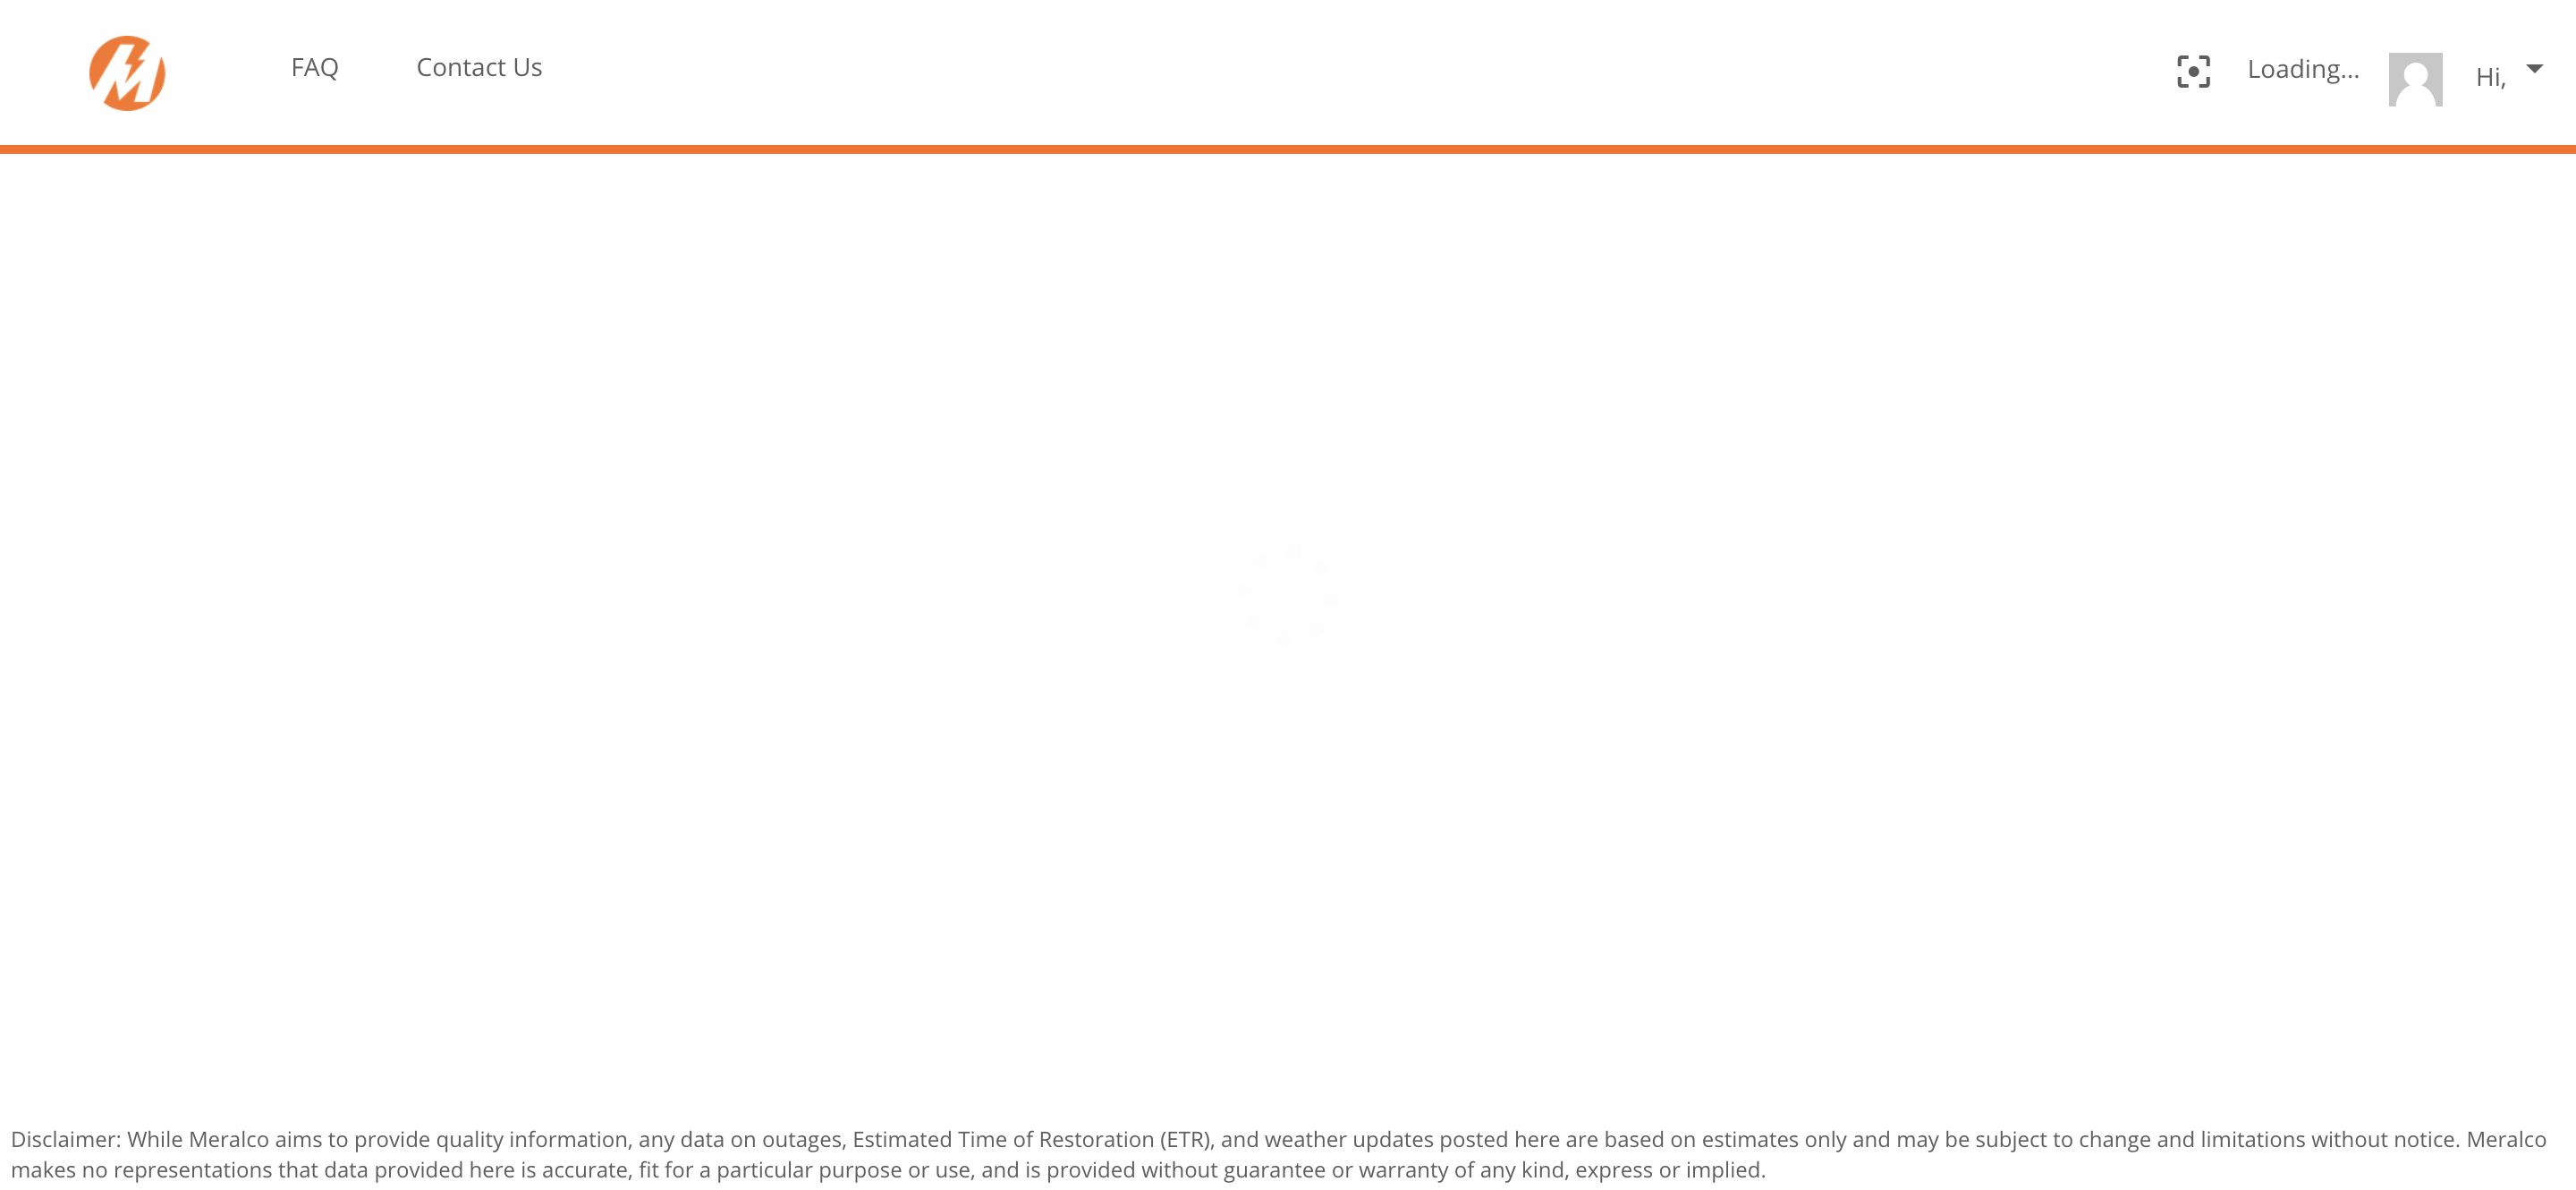 FAQ
Contact Us
Loading...
Hi,
Disclaimer: While Meralco aims to provide quality information, any data on outages, Estimated Time of Restoration (ETR), and weather updates posted here are based on estimates only and may be subject to change and limitations without notice. Meralco
makes no representations that data provided here is accurate, fit for a particular purpose or use, and is provided without guarantee or warranty of any kind, express or implied.